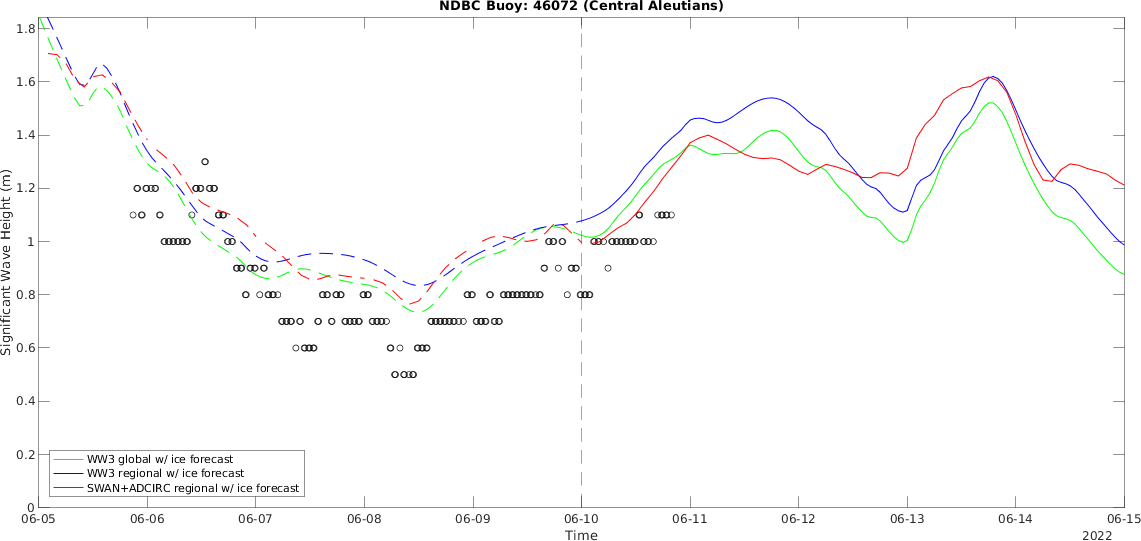 NDBC Buoy: 46072 (Central Aleutians)
1.8
1.6
1.4
1.2
1
0.8
0.6
0.4
0.2
0
Significant Wave Height (m)
WW3 global w/ ice forecast
WW3 regional w/ ice forecast
SWAN+ADCIRC regional w/ ice forecast
06-05 06-06 06-07 06-08 06-09 06-10 06-11 06-12 06-13 06-14 06-15
Time
2022